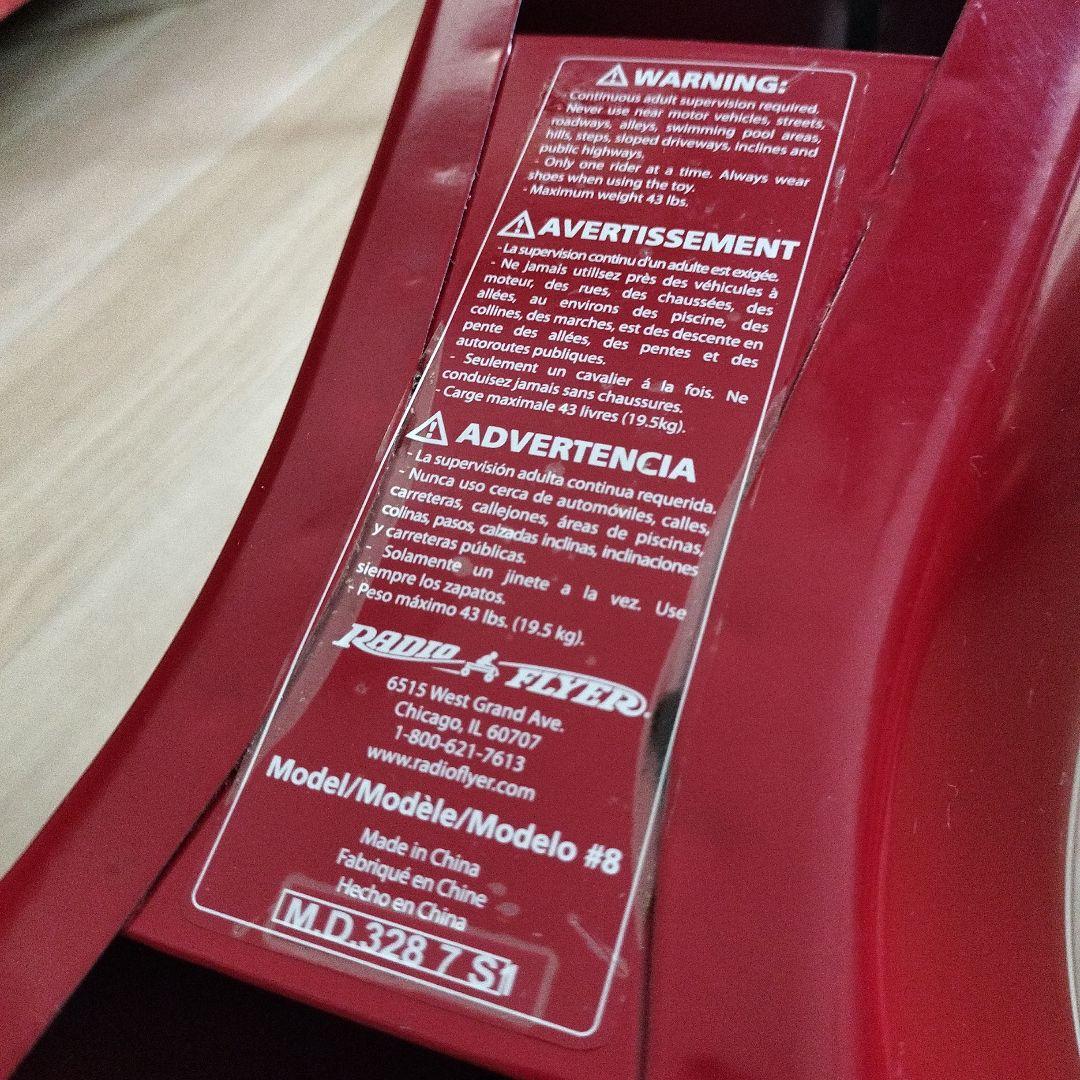 WARNING:
- Continuous adult supervision required.
- Never use near motor vehicles, streets,
roadways, alleys, swimming pool areas,
hills, steps, sloped driveways, inclines and
public highways.
- Only one rider at a time. Always wear
shoes when using the toy.
- Maximum weight 43 lbs.
AVERTISSEMENT
- La supervision continu d'un adulte est exigée.
- Ne jamais utilisez près des véhicules à
moteur, des rues, des chaussées, des
allées, au environs des piscine, des
collines, des marches, est des descente en
pente des allées, des pentes et des
autoroutes publiques.
- Seulement un cavalier á la fois. Ne
conduisez jamais sans chaussures.
- Carge maximale 43 livres (19.5kg).
ADVERTENCIA
- La supervisión adulta continua requerida.
- Nunca uso cerca de automóviles, calles,
carreteras, callejones, áreas de piscinas,
colinas, pasos, calzadas inclinas, inclinaciones
y carreteras públicas.
- Solamente un jinete a la vez. Use
siempre los zapatos.
- Peso máximo 43 lbs. (19.5 kg).
RADIO FLYER
6515 West Grand Ave.
Chicago, IL 60707
1-800-621-7613
www.radioflyer.com
Model/Modèle/Modelo #8
Made in China
Fabriqué en Chine
Hecho en China
M.D.328 7 S1